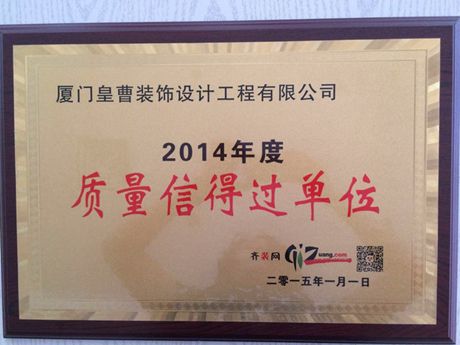 厦门皇曹装饰设计工程有限公司
2014年度
质量信得过单位
齐装网 QiZuang.com
二零一五年一月一日